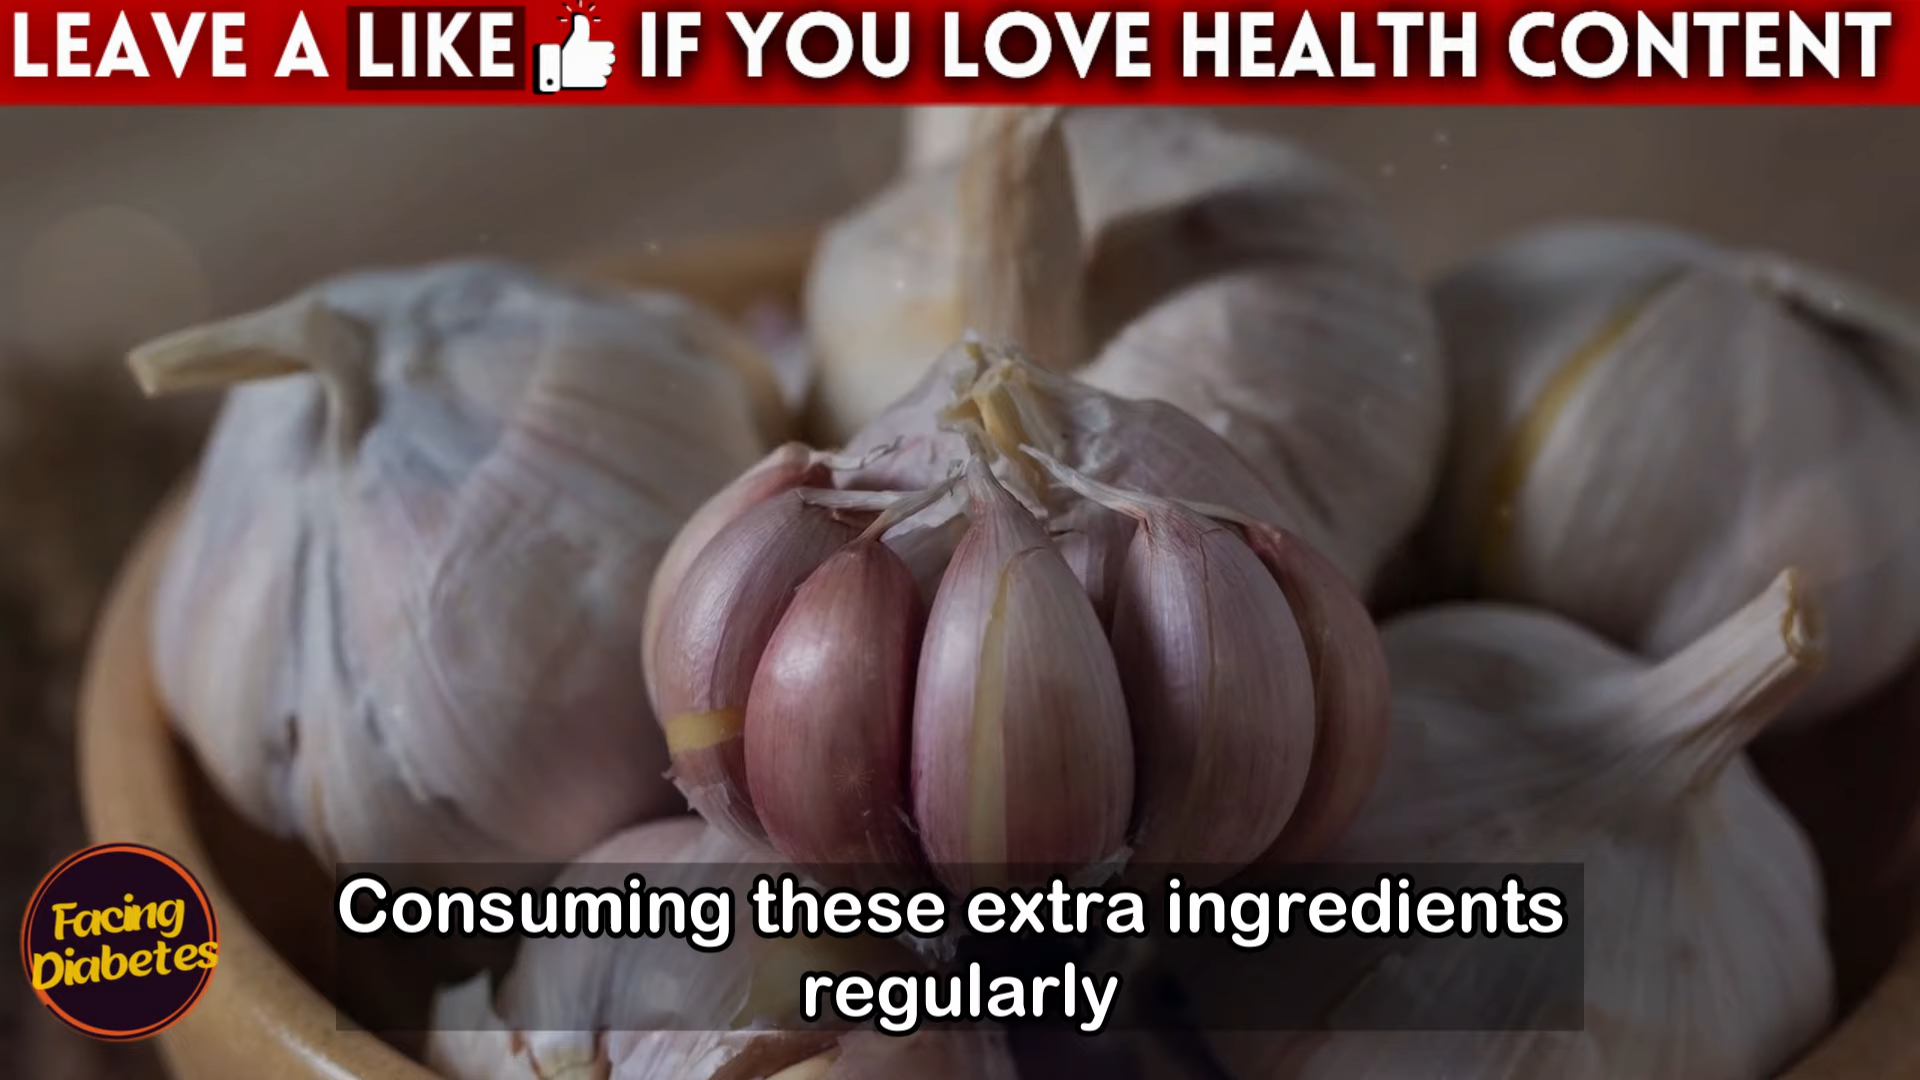 LEAVE A LIKE IF YOU LOVE HEALTH CONTENT
Facing
Diabetes
Consuming these extra ingredients
regularly